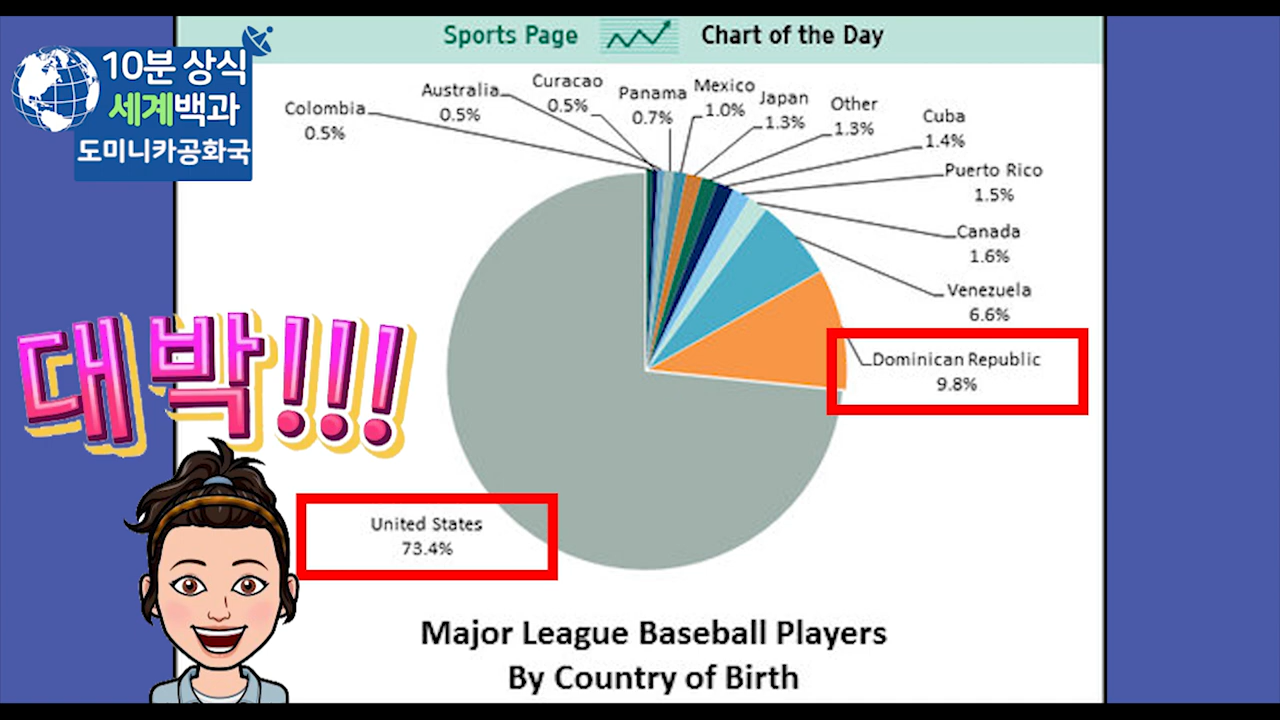 Sports Page
Chart of the Day
10분 상식
세계백과
도미니카공화국
Colombia
0.5%
Australia
0.5%
Curacao
0.5%
Panama
0.7%
Mexico
1.0%
Japan
1.3%
Other
1.3%
Cuba
1.4%
Puerto Rico
1.5%
Canada
1.6%
Venezuela
6.6%
Dominican Republic
9.8%
대박!!!
United States
73.4%
Major League Baseball Players
By Country of Birth